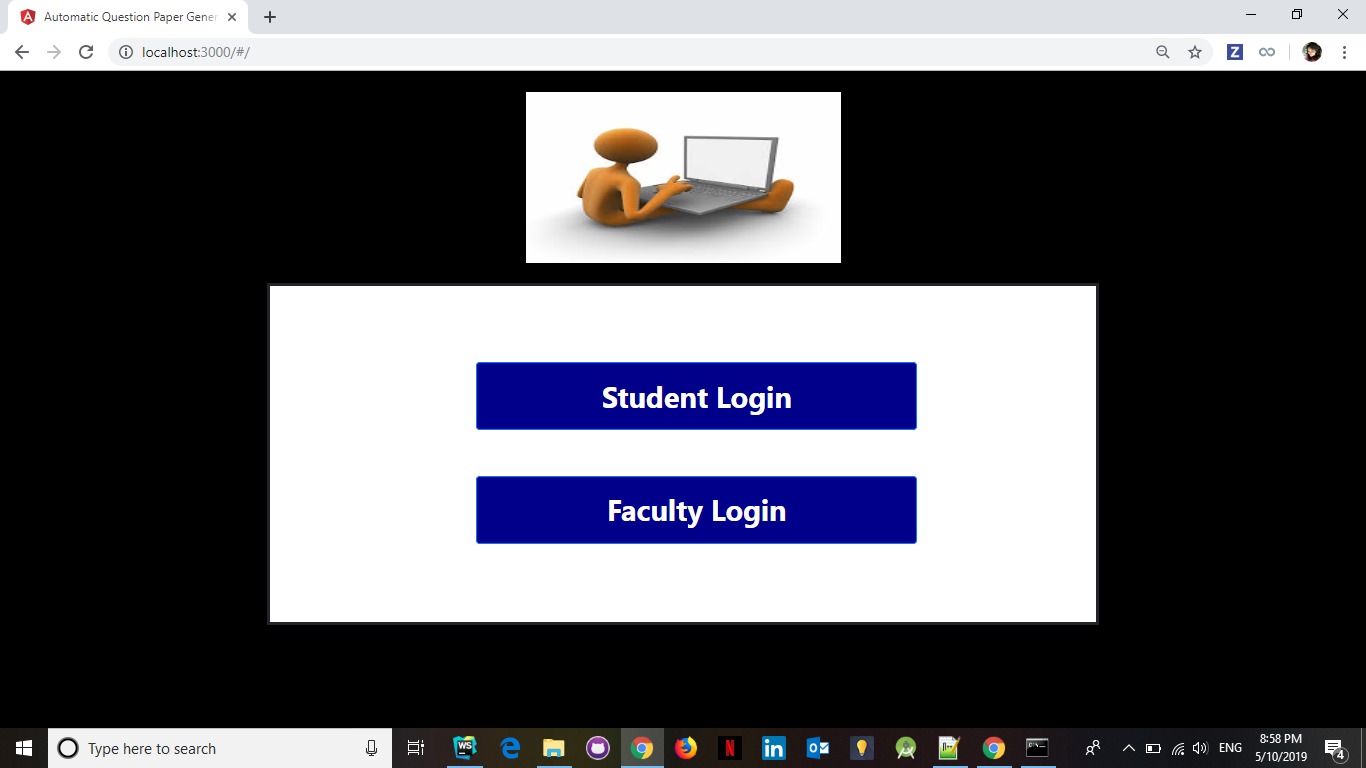 Automatic Question Paper Gener
localhost:3000/#/
Student Login
Faculty Login
Type here to search
ENG
8:58 PM
5/10/2019
4